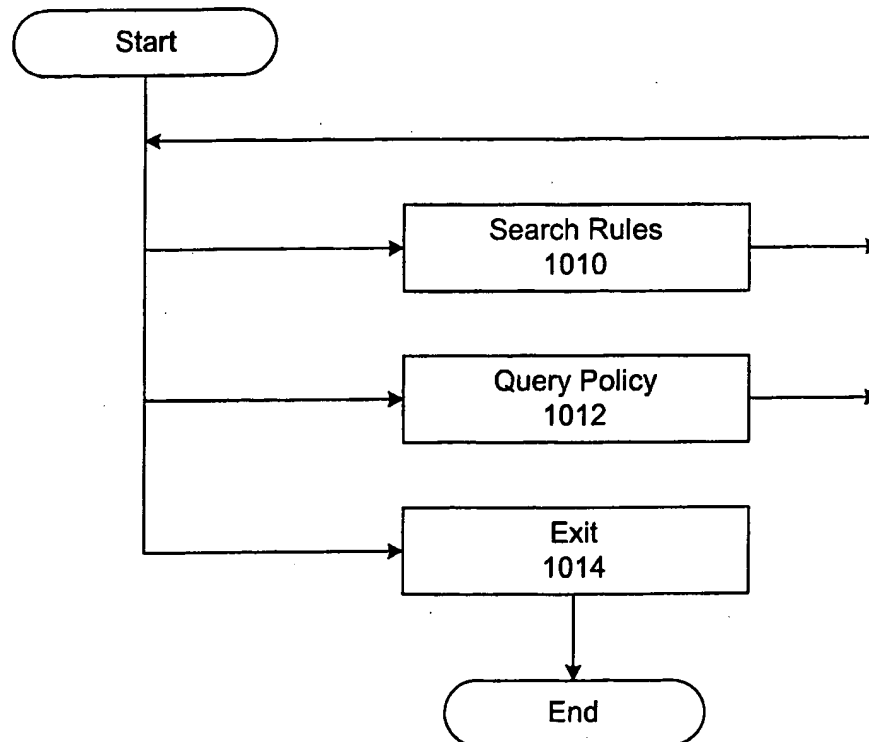 Start
Search Rules
1010
Query Policy
1012
Exit
1014
End